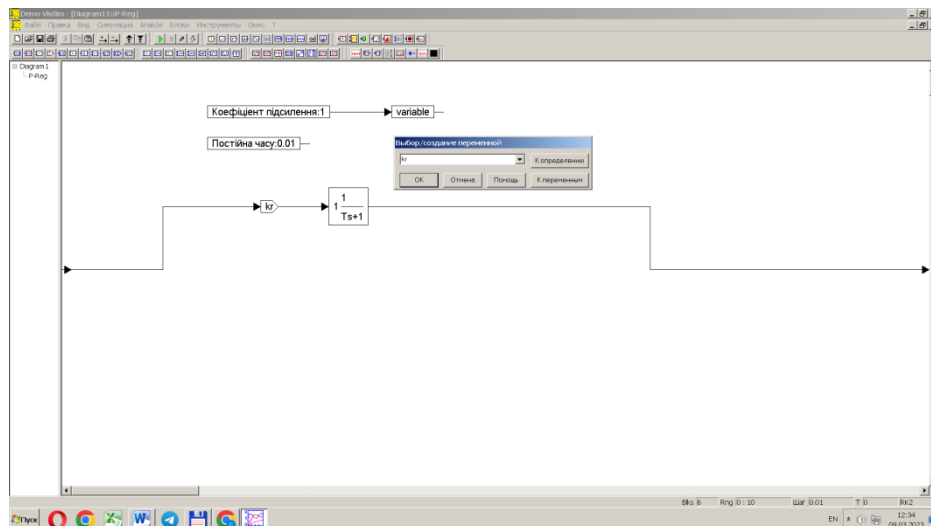 Demo VisSim - [Diagram1::P-Reg]
Файл Правка Вид Симуляция Analyze Блоки Инструменты Окно ?
Diagram1
P-Reg
Коефіцієнт підсилення:1
variable
Постійна часу:0.01
Выбор/создание переменной
kr
К определению
OK
Отмена
Помощь
К переменным
kr
1
1
Ts+1
Blks 6
Rng 0 : 10
Шаг 0.01
T 0
RK2
Пуск
EN
12:34
09.03.2023